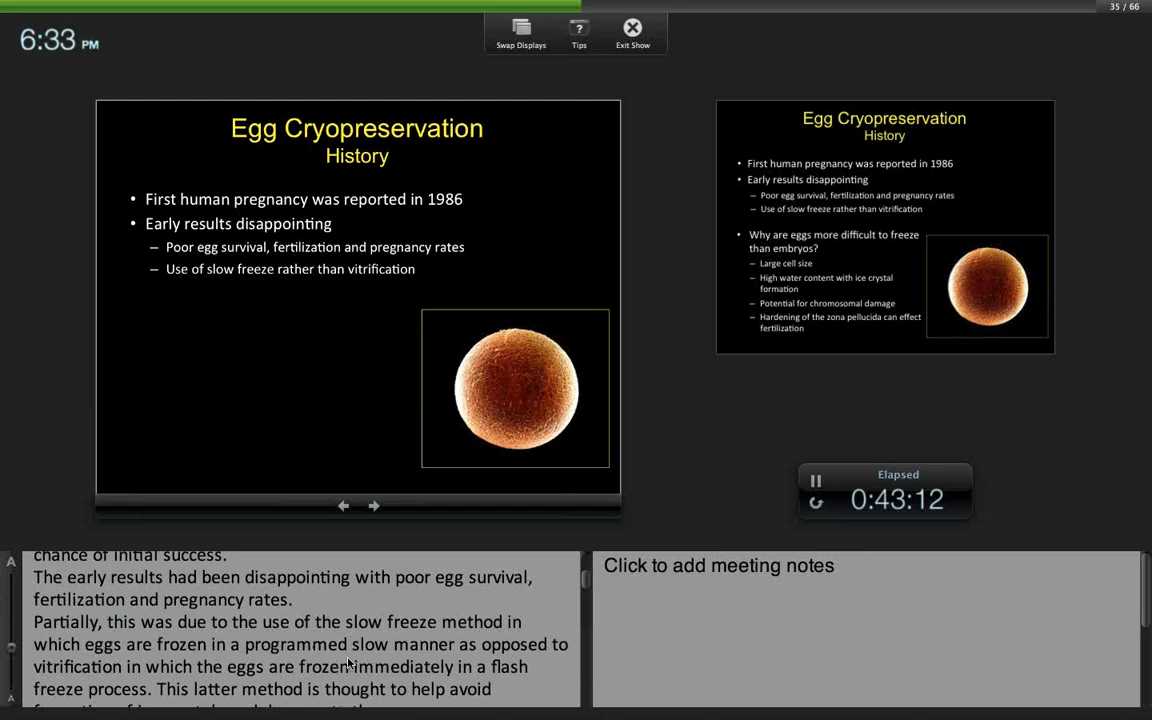 35 / 66
6:33 PM
Swap Displays
Tips
Exit Show
Egg Cryopreservation
History
• First human pregnancy was reported in 1986
• Early results disappointing
– Poor egg survival, fertilization and pregnancy rates
– Use of slow freeze rather than vitrification
Egg Cryopreservation
History
• First human pregnancy was reported in 1986
• Early results disappointing
– Poor egg survival, fertilization and pregnancy rates
– Use of slow freeze rather than vitrification
• Why are eggs more difficult to freeze
than embryos?
– Large cell size
– High water content with ice crystal
formation
– Potential for chromosomal damage
– Hardening of the zona pellucida can effect
fertilization
Elapsed
0:43:12
A
A
chance of initial success.
The early results had been disappointing with poor egg survival,
fertilization and pregnancy rates.
Partially, this was due to the use of the slow freeze method in
which eggs are frozen in a programmed slow manner as opposed to
vitrification in which the eggs are frozen immediately in a flash
freeze process. This latter method is thought to help avoid
Click to add meeting notes